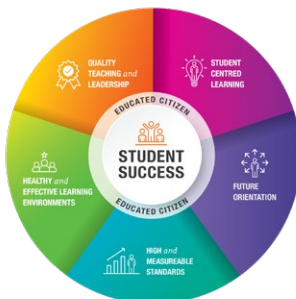 QUALITY
TEACHING and
LEADERSHIP
STUDENT
CENTRED
LEARNING
EDUCATED CITIZEN
STUDENT
SUCCESS
EDUCATED CITIZEN
HEALTHY and
EFFECTIVE LEARNING
ENVIRONMENTS
FUTURE
ORIENTATION
HIGH and
MEASUREABLE
STANDARDS